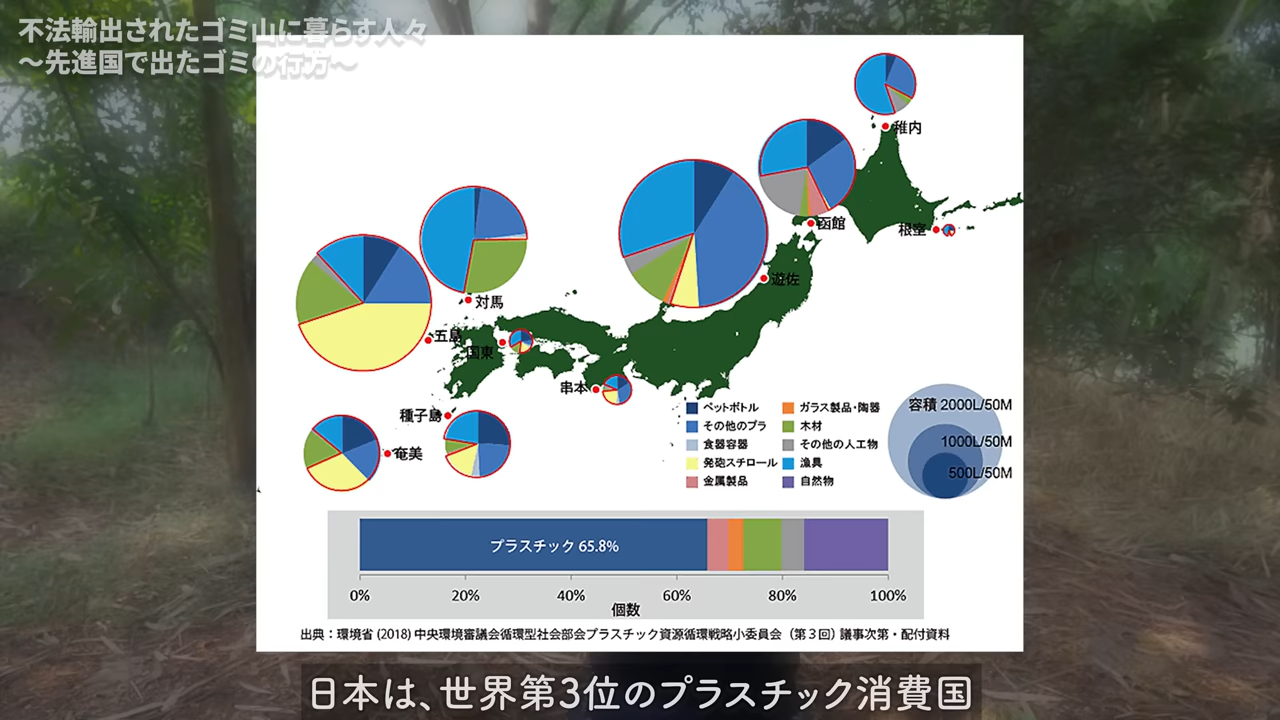 不法輸出されたゴミ山に暮らす人々
〜先進国で出たゴミの行方〜
稚内
函館
根室
遊佐
対馬
五島
国東
串本
種子島
奄美
ペットボトル
その他のプラ
食器容器
発砲スチロール
金属製品
ガラス製品・陶器
木材
その他の人工物
漁具
自然物
容積 2000L/50M
1000L/50M
500L/50M
プラスチック 65.8%
0% 20% 40% 60% 80% 100%
個数
出典：環境省 (2018) 中央環境審議会循環型社会部会プラスチック資源循環戦略小委員会（第３回）議事次第・配付資料
日本は、世界第3位のプラスチック消費国